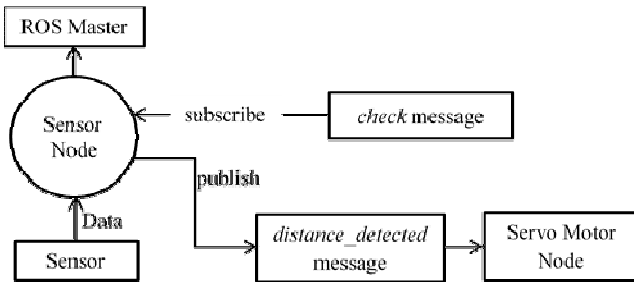 ROS Master
Sensor
Node
subscribe
check message
publish
Data
Sensor
distance_detected
message
Servo Motor
Node